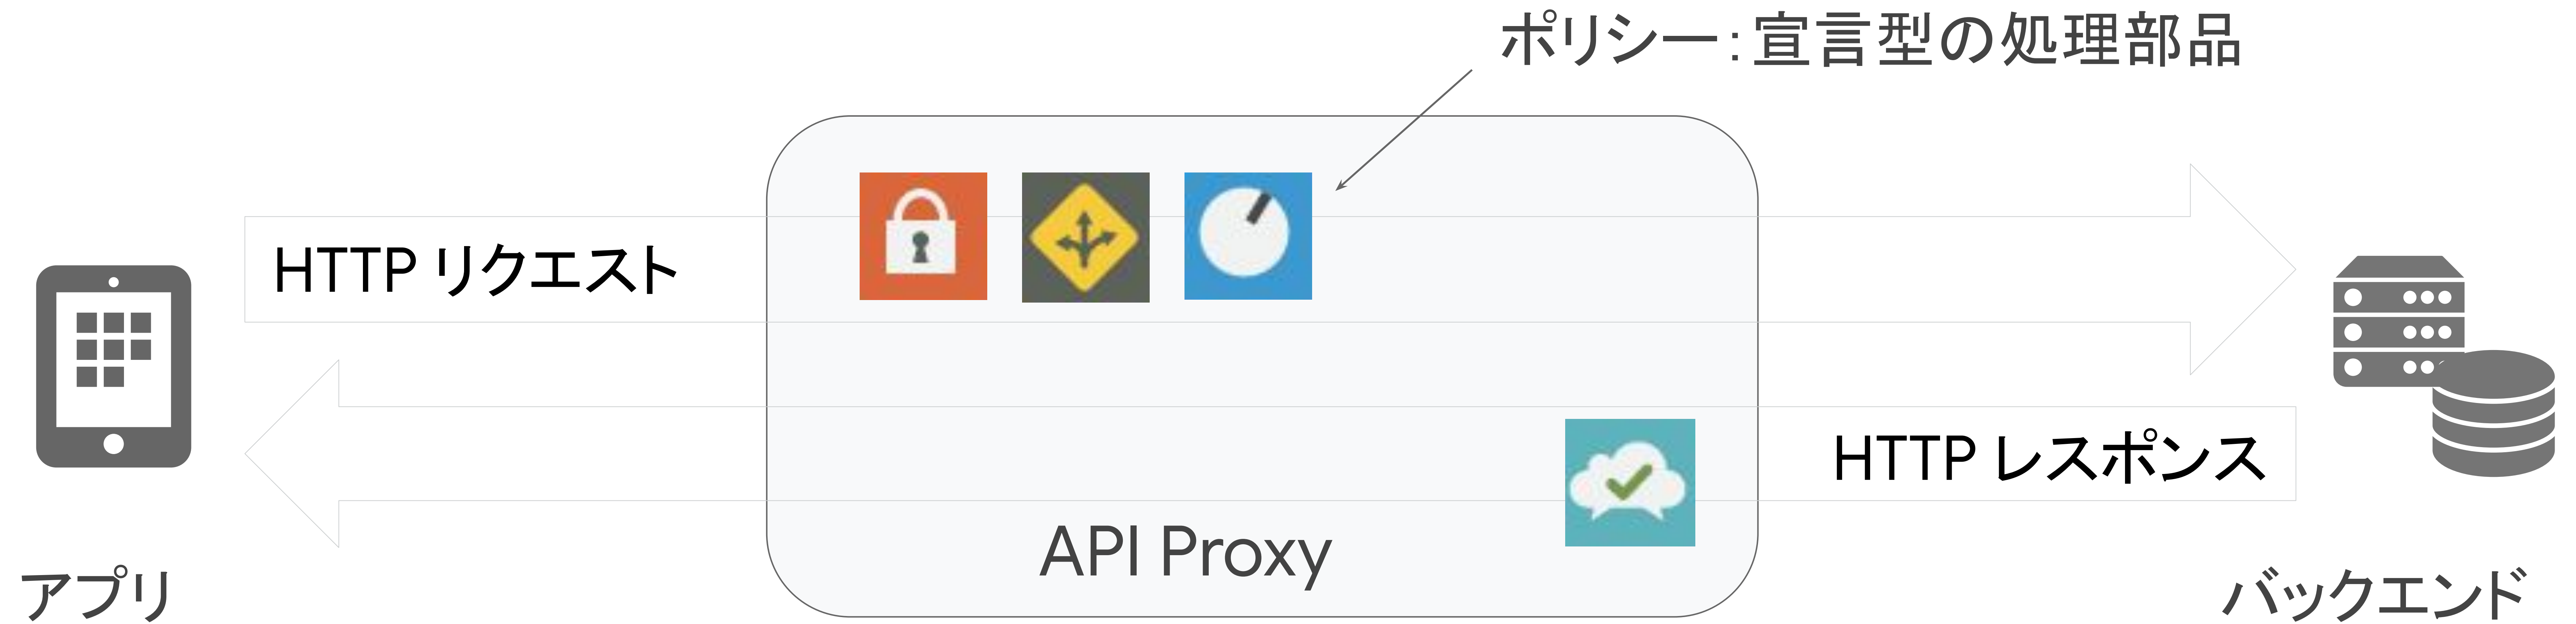 ポリシー：宣言型の処理部品
HTTP リクエスト
HTTP レスポンス
API Proxy
アプリ
バックエンド